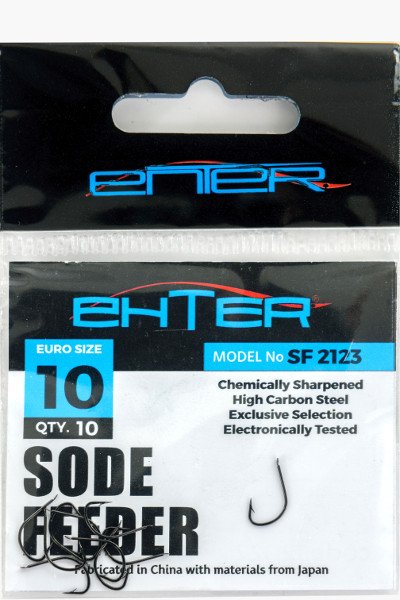 ENTER
EHTER®
EURO SIZE
10
QTY. 10
MODEL No SF 2123
Chemically Sharpened
High Carbon Steel
Exclusive Selection
Electronically Tested
SODE
FEEDER
Fabricated in China with materials from Japan